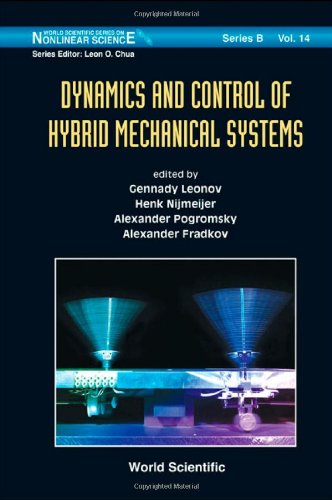 WORLD SCIENTIFIC SERIES ON
NONLINEAR SCIENCE
Series B Vol. 14
Series Editor: Leon O. Chua
DYNAMICS AND CONTROL OF
HYBRID MECHANICAL SYSTEMS
edited by
Gennady Leonov
Henk Nijmeijer
Alexander Pogromsky
Alexander Fradkov
World Scientific